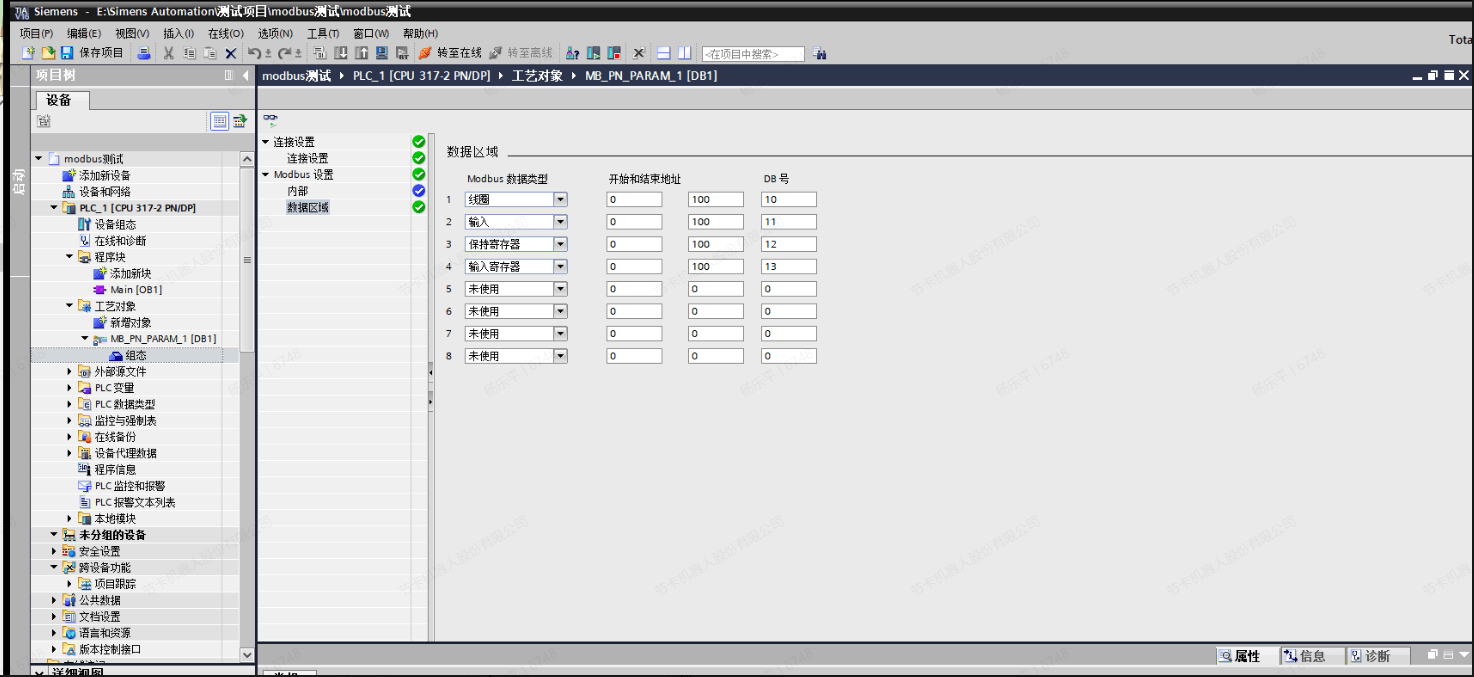 Siemens - E:\Simens Automation\测试项目\modbus测试\modbus测试
项目(P) 编辑(E) 视图(V) 插入(I) 在线(O) 选项(N) 工具(T) 窗口(W) 帮助(H)
Tota
保存项目 转至在线 转至离线 <在项目中搜索>
项目树
modbus测试 PLC_1 [CPU 317-2 PN/DP] 工艺对象 MB_PN_PARAM_1 [DB1]
设备
启动
modbus测试
添加新设备
设备和网络
PLC_1 [CPU 317-2 PN/DP]
设备组态
在线和诊断
程序块
添加新块
Main [OB1]
工艺对象
新增对象
MB_PN_PARAM_1 [DB1]
组态
外部源文件
PLC 变量
PLC 数据类型
监控与强制表
在线备份
设备代理数据
程序信息
PLC 监控和报警
PLC 报警文本列表
本地模块
未分组的设备
安全设置
跨设备功能
项目跟踪
公共数据
文档设置
语言和资源
版本控制接口
详细视图
连接设置
连接设置
Modbus 设置
内部
数据区域
数据区域
Modbus 数据类型 开始和结束地址 DB 号
1 线圈 0 100 10
2 输入 0 100 11
3 保持寄存器 0 100 12
4 输入寄存器 0 100 13
5 未使用 0 0 0
6 未使用 0 0 0
7 未使用 0 0 0
8 未使用 0 0 0
属性 信息 诊断
节卡机器人股份有限公司
杨乐平 | 6748